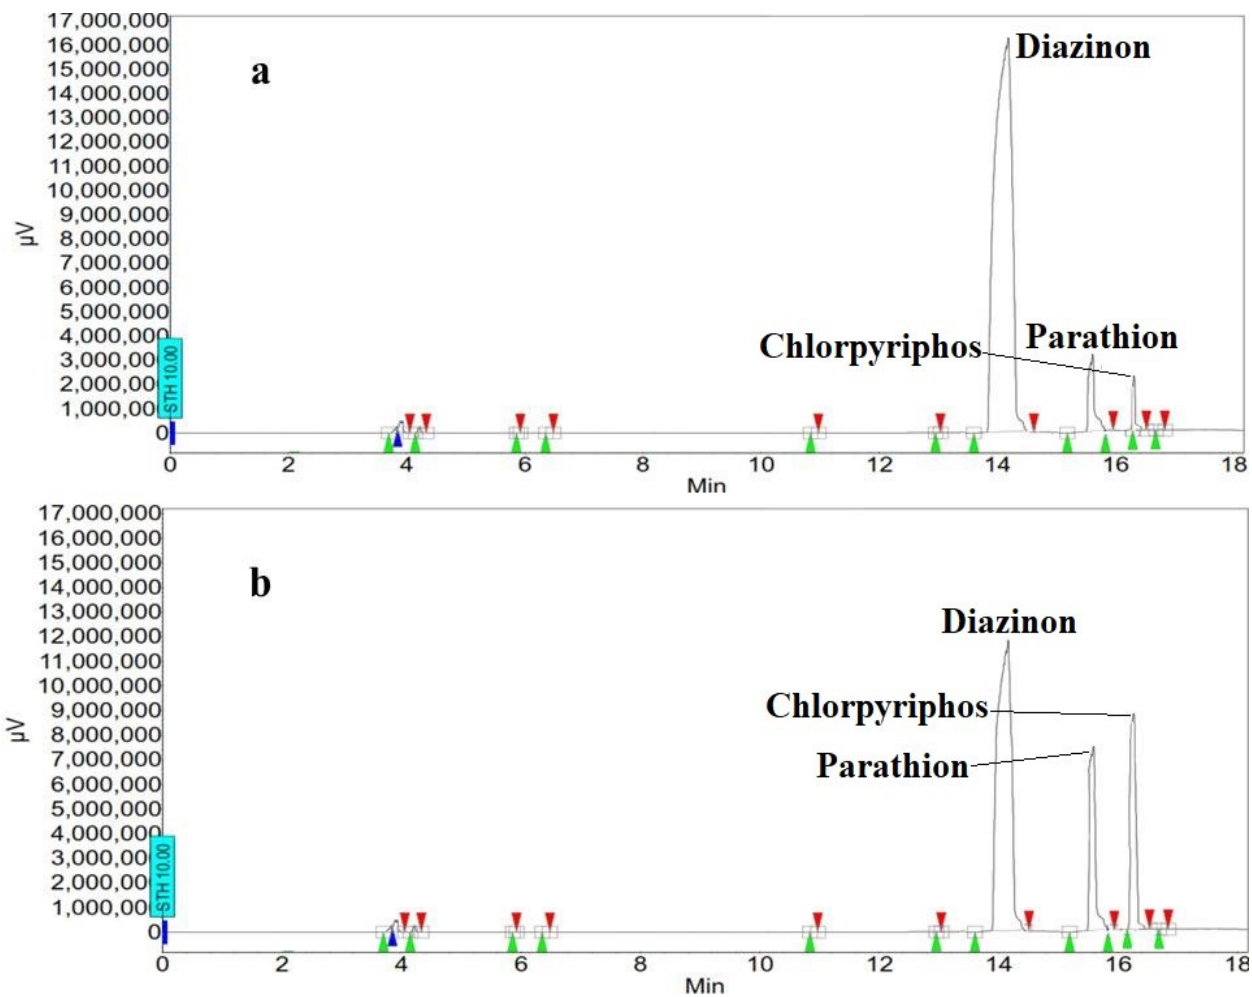 17,000,000
16,000,000
15,000,000
14,000,000
13,000,000
12,000,000
11,000,000
10,000,000
9,000,000
8,000,000
7,000,000
6,000,000
5,000,000
4,000,000
3,000,000
2,000,000
1,000,000
0
µV
STH 10.00
a
Diazinon
Chlorpyriphos
Parathion
0 2 4 6 8 10 12 14 16 18
Min
17,000,000
16,000,000
15,000,000
14,000,000
13,000,000
12,000,000
11,000,000
10,000,000
9,000,000
8,000,000
7,000,000
6,000,000
5,000,000
4,000,000
3,000,000
2,000,000
1,000,000
0
µV
STH 10.00
b
Diazinon
Chlorpyriphos
Parathion
0 2 4 6 8 10 12 14 16 18
Min